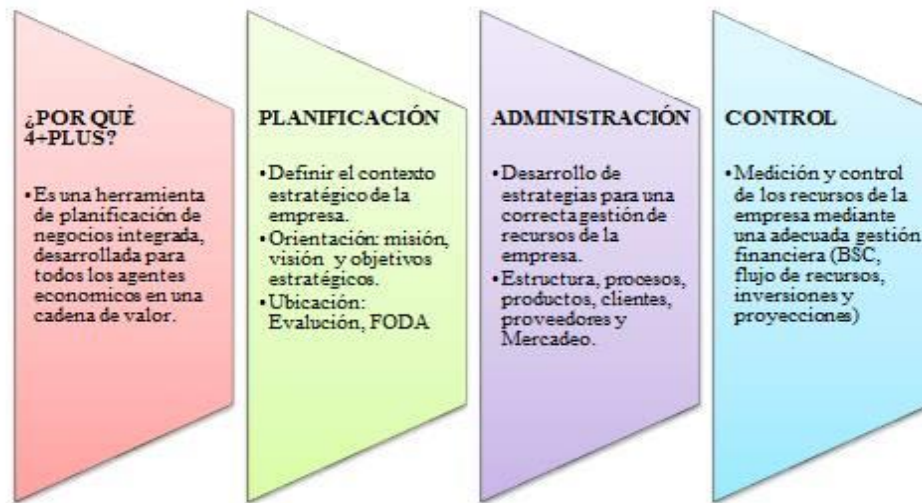 ¿POR QUÉ
4+PLUS?
•Es una herramienta
de planificación de
negocios integrada,
desarrollada para
todos los agentes
economicos en una
cadena de valor.
PLANIFICACIÓN
•Definir el contexto
estratégico de la
empresa.
•Orientación: misión,
visión y objetivos
estratégicos.
•Ubicación:
Evalución, FODA
ADMINISTRACIÓN
•Desarrollo de
estrategias para una
correcta gestión de
recursos de la
empresa.
•Estructura, procesos,
productos, clientes,
proveedores y
Mercadeo.
CONTROL
•Medición y control
de los recursos de la
empresa mediante
una adecuada gestión
financiera (BSC,
flujo de recursos,
inversiones y
proyecciones)